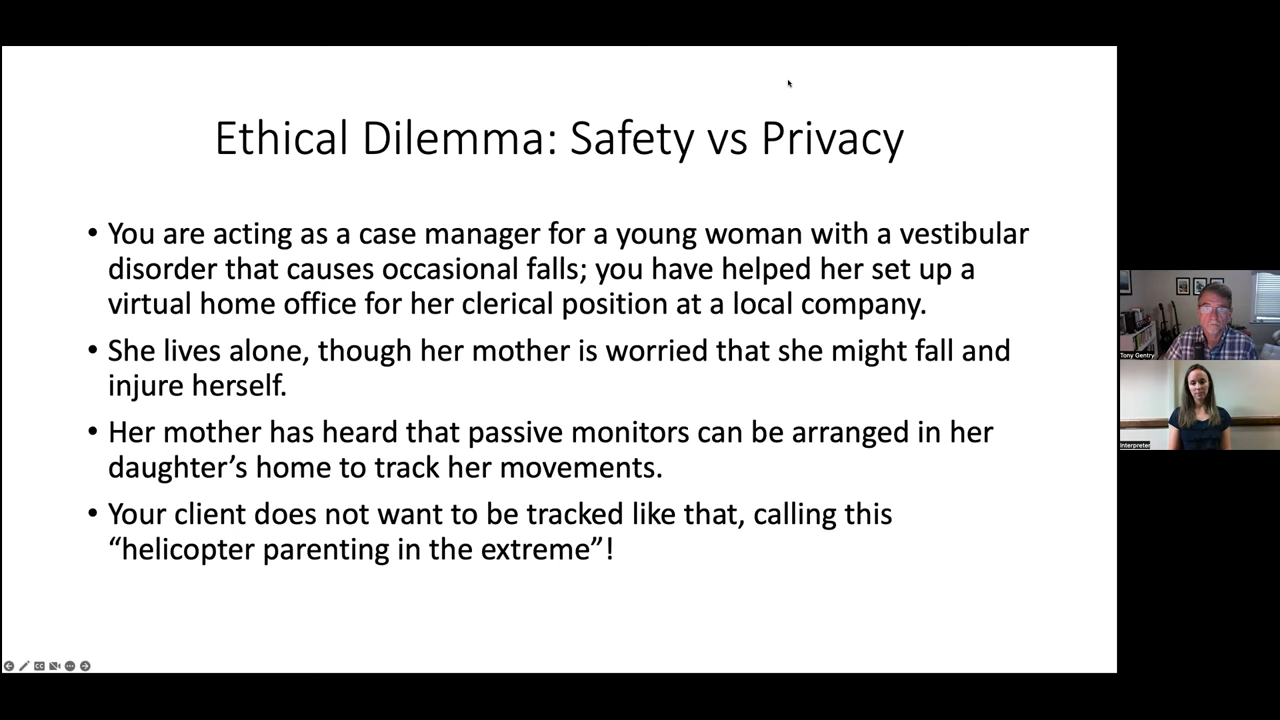 Ethical Dilemma: Safety vs Privacy
• You are acting as a case manager for a young woman with a vestibular
disorder that causes occasional falls; you have helped her set up a
virtual home office for her clerical position at a local company.
• She lives alone, though her mother is worried that she might fall and
injure herself.
• Her mother has heard that passive monitors can be arranged in her
daughter’s home to track her movements.
• Your client does not want to be tracked like that, calling this
“helicopter parenting in the extreme”!
Tony Gentry
Interpreter